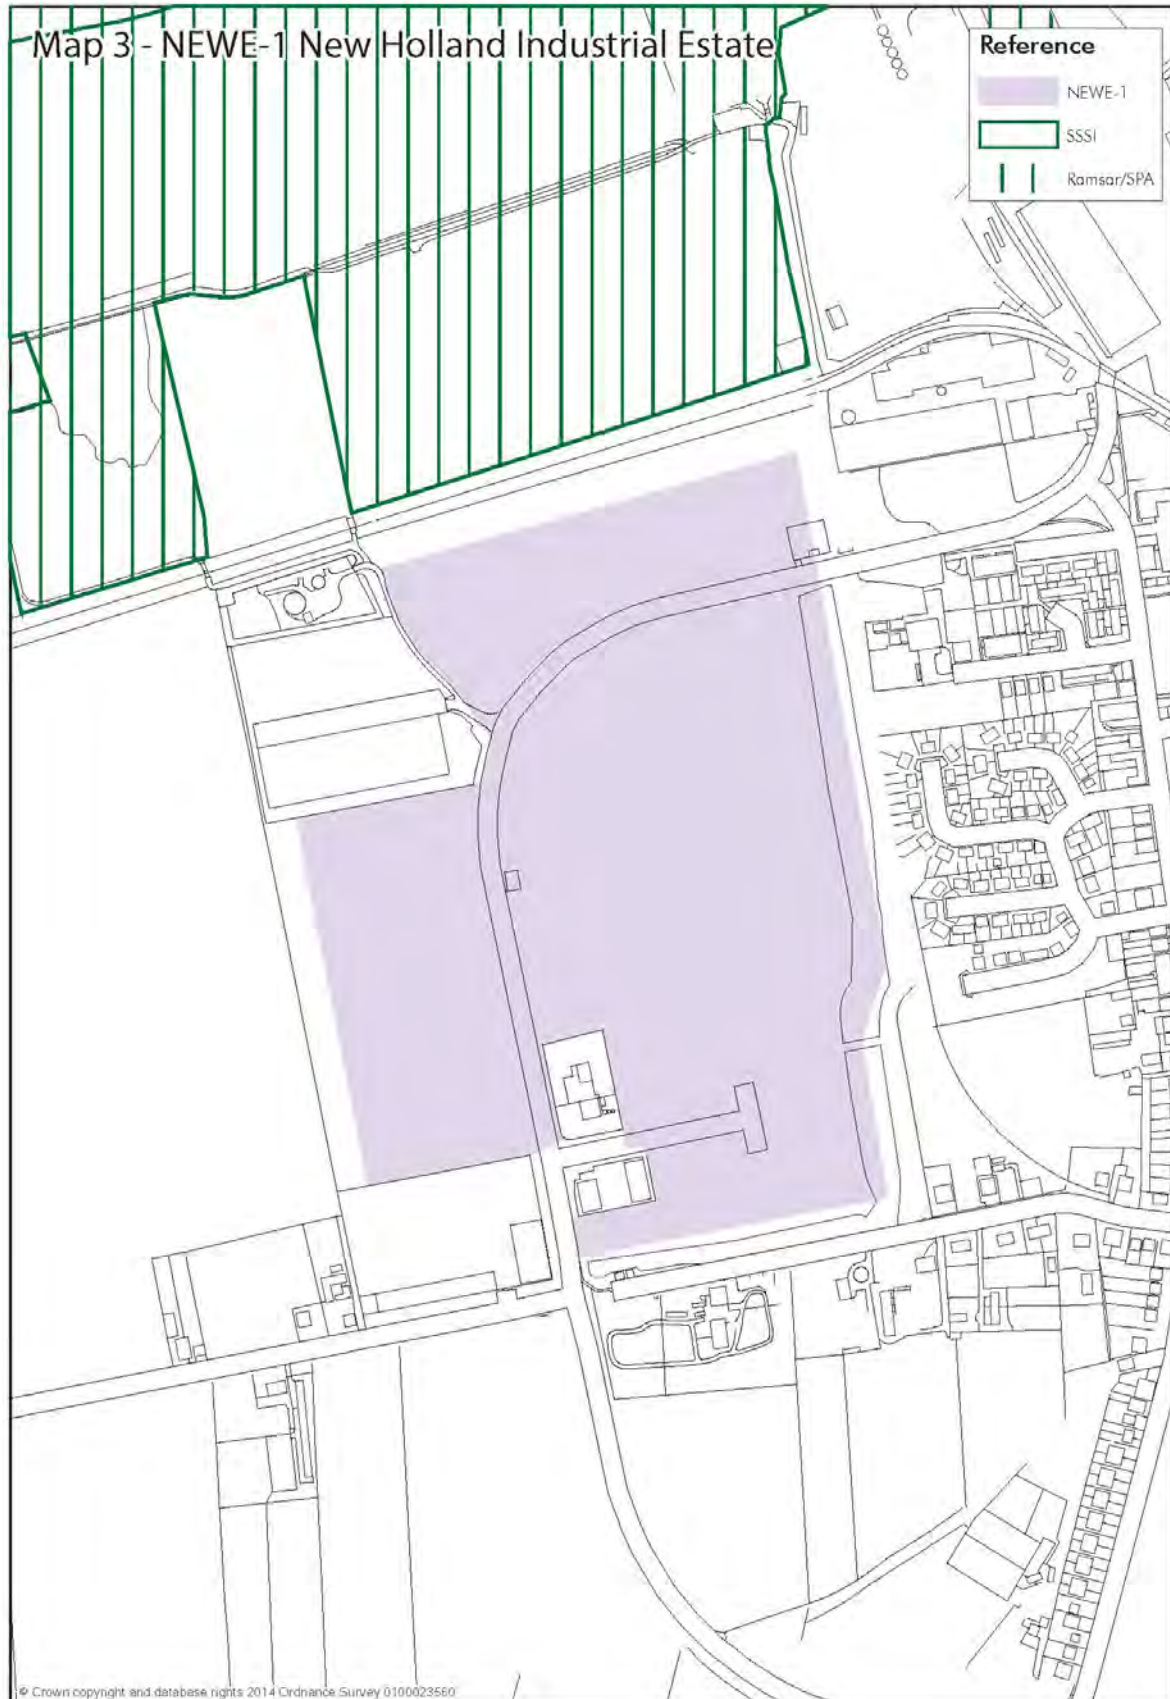 Map 3 - NEWE-1 New Holland Industrial Estate
Reference
NEWE-1
SSSI
Ramsar/SPA
© Crown copyright and database rights 2014 Ordnance Survey 0100023560